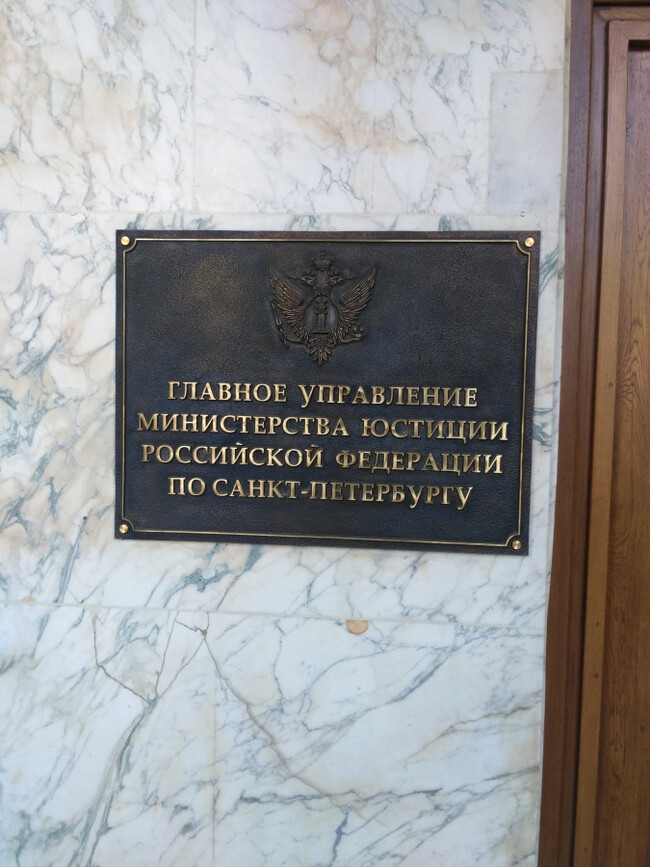 ГЛАВНОЕ УПРАВЛЕНИЕ
МИНИСТЕРСТВА ЮСТИЦИИ
РОССИЙСКОЙ ФЕДЕРАЦИИ
ПО САНКТ-ПЕТЕРБУРГУ